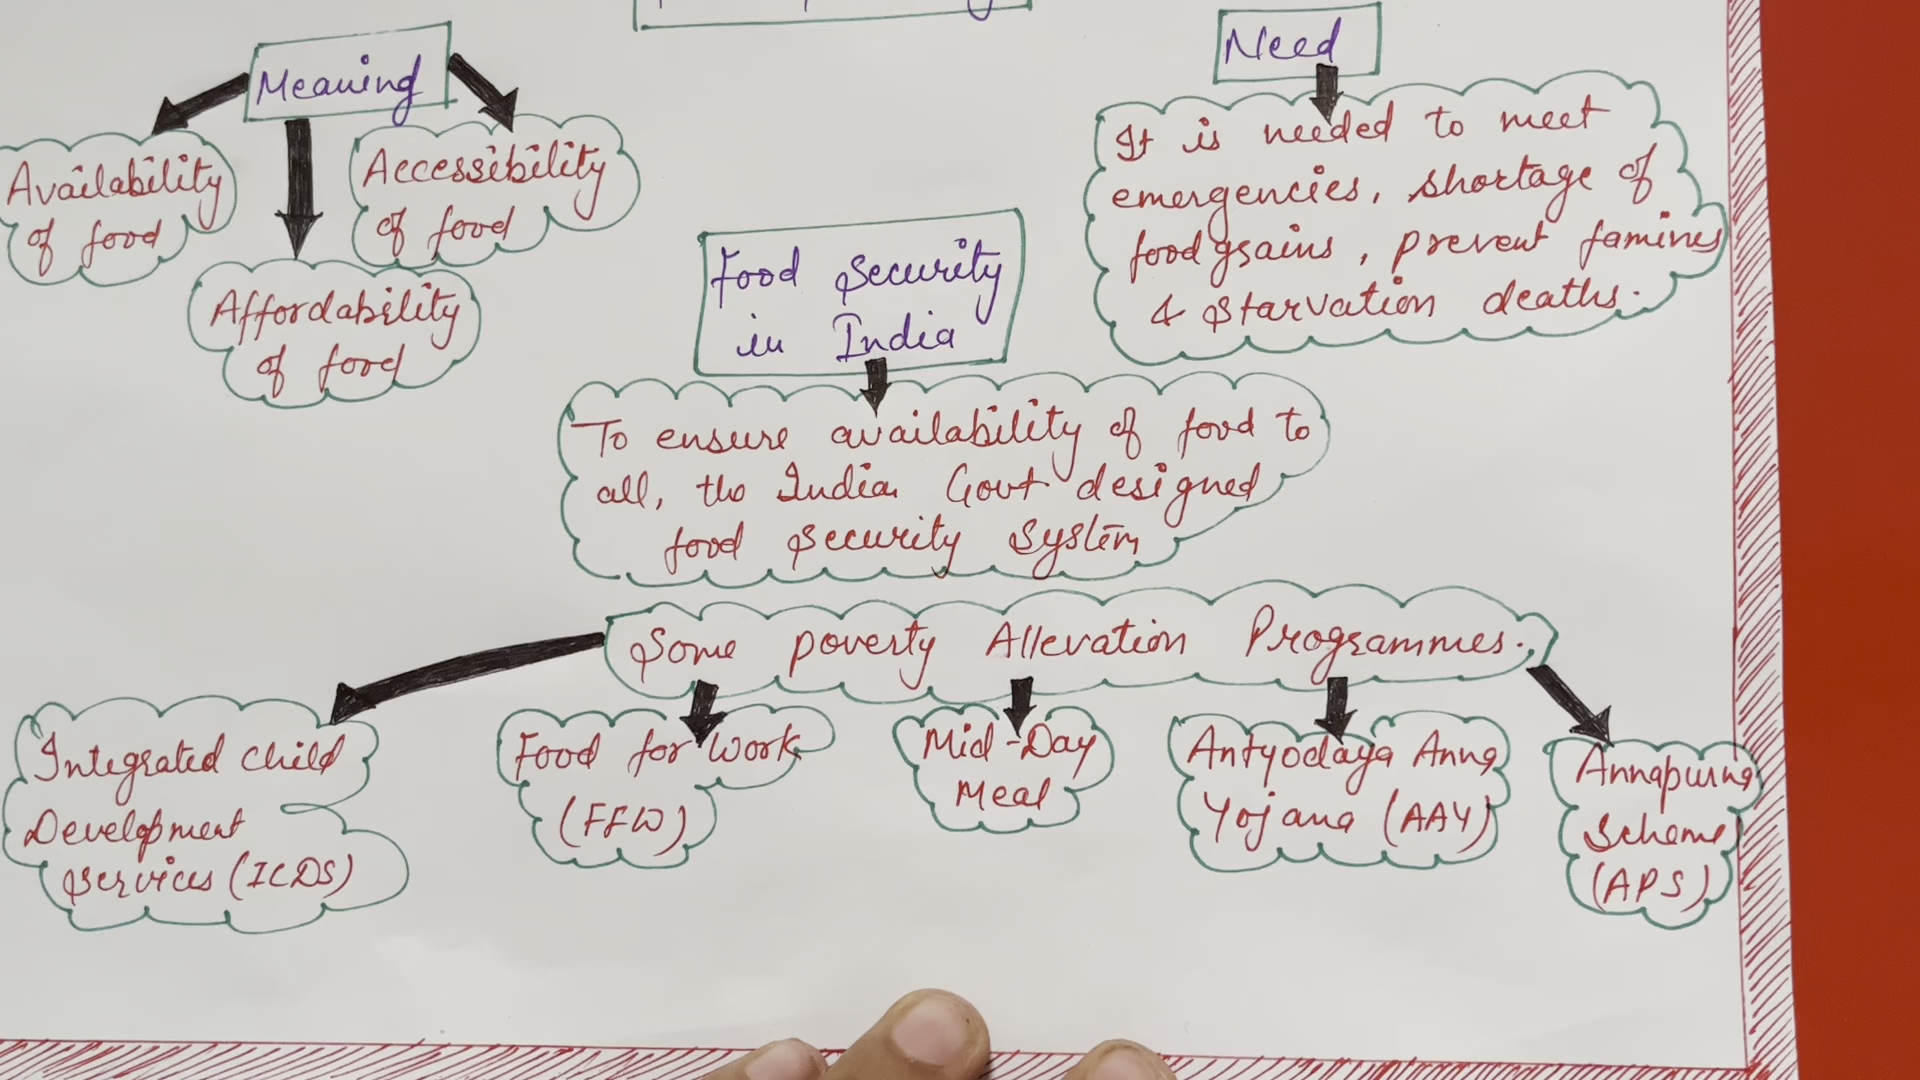 Meaning
Availability
of food
Accessibility
of food
Affordability
of food
Need
It is needed to meet
emergencies, shortage of
food grains, prevent famines
& starvation deaths.
Food security
in India
To ensure availability of food to
all, the India Govt designed
food security system
Some poverty Allevation Programmes.
Integrated child
Development
services (ICDS)
Food for work
(FFW)
Mid-Day
Meal
Antyodaya Anna
Yojana (AAY)
Annapurna
Scheme
(APS)